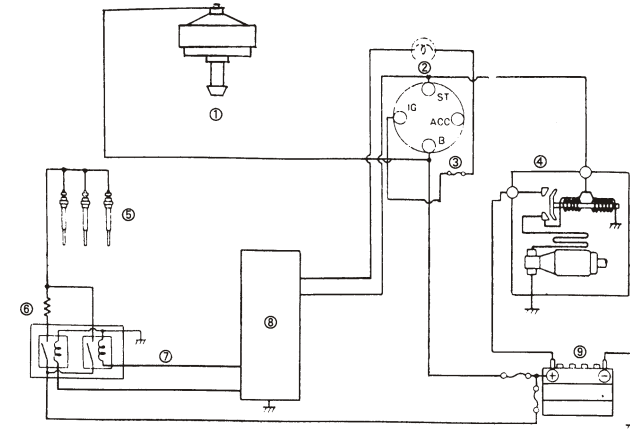 ①
②
ST
IG
ACC
B
③
④
⑤
⑥
⑦
⑧
⑨
+
−